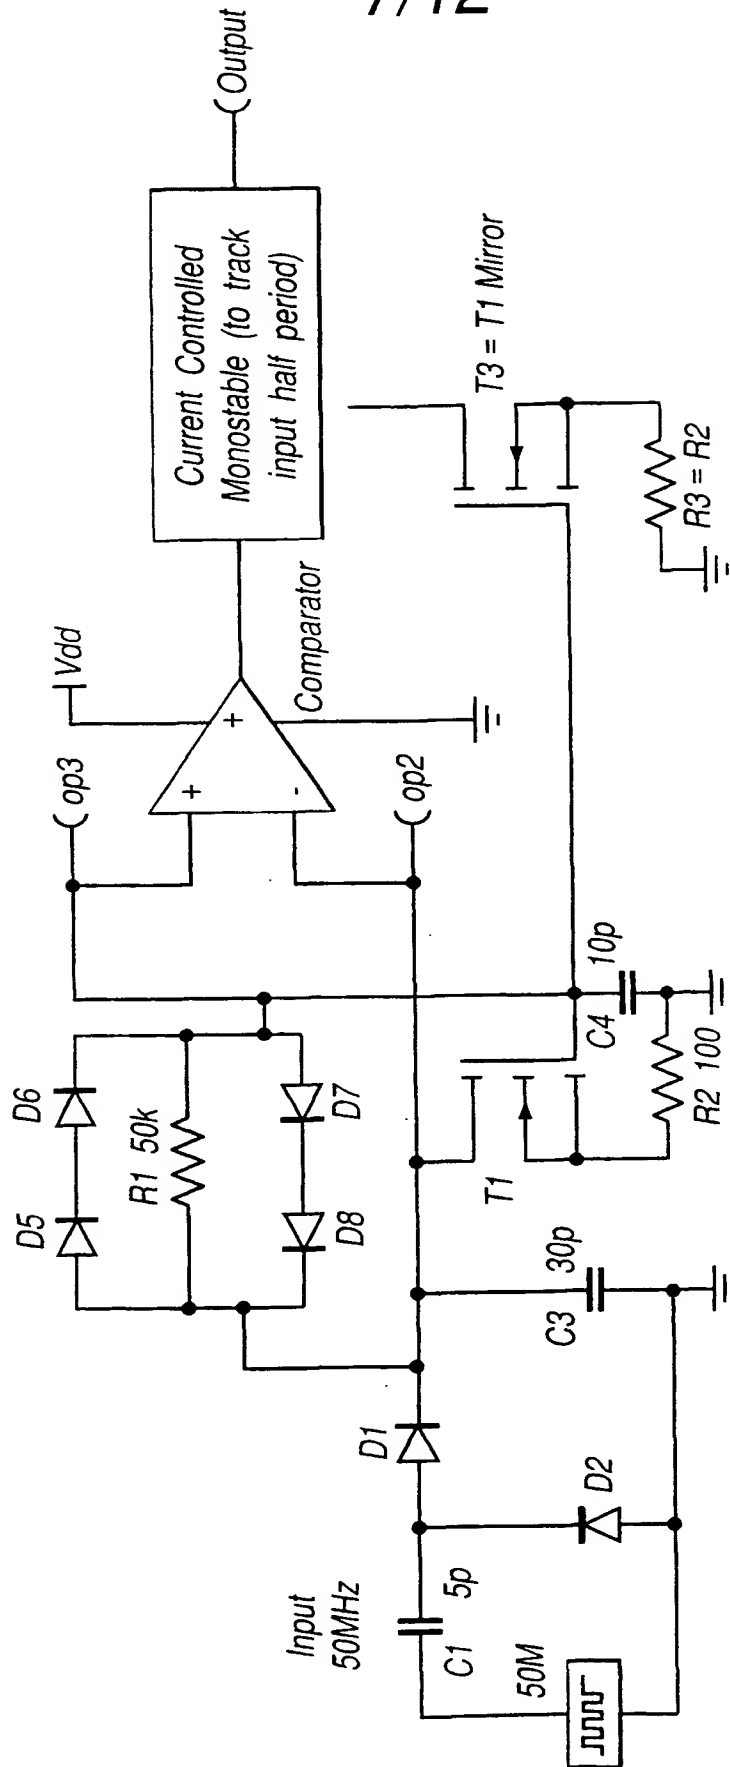 7/12
Output
Current Controlled
Monostable (to track
input half period)
Vdd
+
+
-
Comparator
op3
op2
T3 = T1 Mirror
R3 = R2
D6
D5
R1 50k
D7
D8
10p
C4
R2 100
T1
30p
C3
D1
D2
Input
50MHz
5p
C1
50M